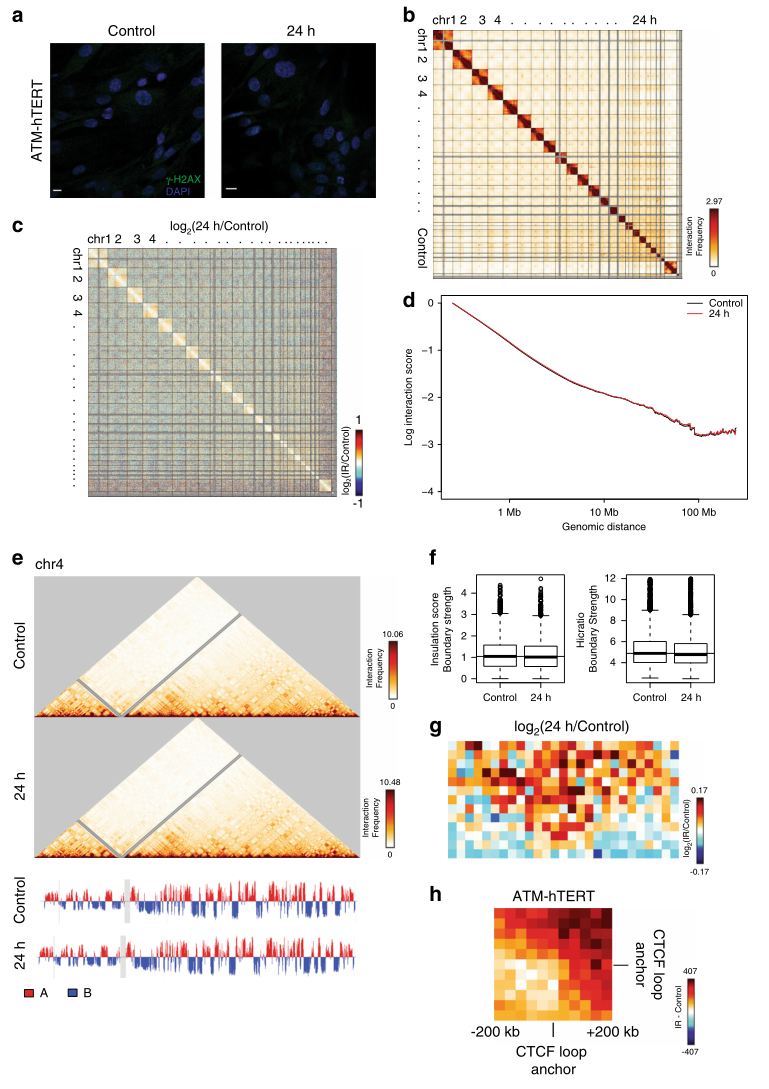 a
Control
24 h
ATM-hTERT
γ-H2AX
DAPI
b
chr1 2 3 4 . . . . . . . . . . 24 h
chr1 2 3 4 . . . . . . . . Control
Interaction
Frequency
2.97
0
c
log2(24 h/Control)
chr1 2 3 4 . . . . . . . . . . . . . . . . . .
chr1 2 3 4 . . . . . . . . . . . . . . . .
log2(IR/Control)
1
-1
d
Log interaction score
0
−1
−2
−3
−4
1 Mb
10 Mb
100 Mb
Genomic distance
Control
24 h
e
chr4
Control
Interaction
Frequency
10.06
0
24 h
Interaction
Frequency
10.48
0
Control
24 h
A
B
f
Insulation score
Boundary strength
4
3
2
1
0
Control
24 h
Hicratio
Boundary Strength
12
10
8
6
4
Control
24 h
g
log2(24 h/Control)
log2(IR/Control)
0.17
-0.17
h
ATM-hTERT
CTCF loop
anchor
-200 kb
+200 kb
CTCF loop
anchor
IR - Control
407
-407